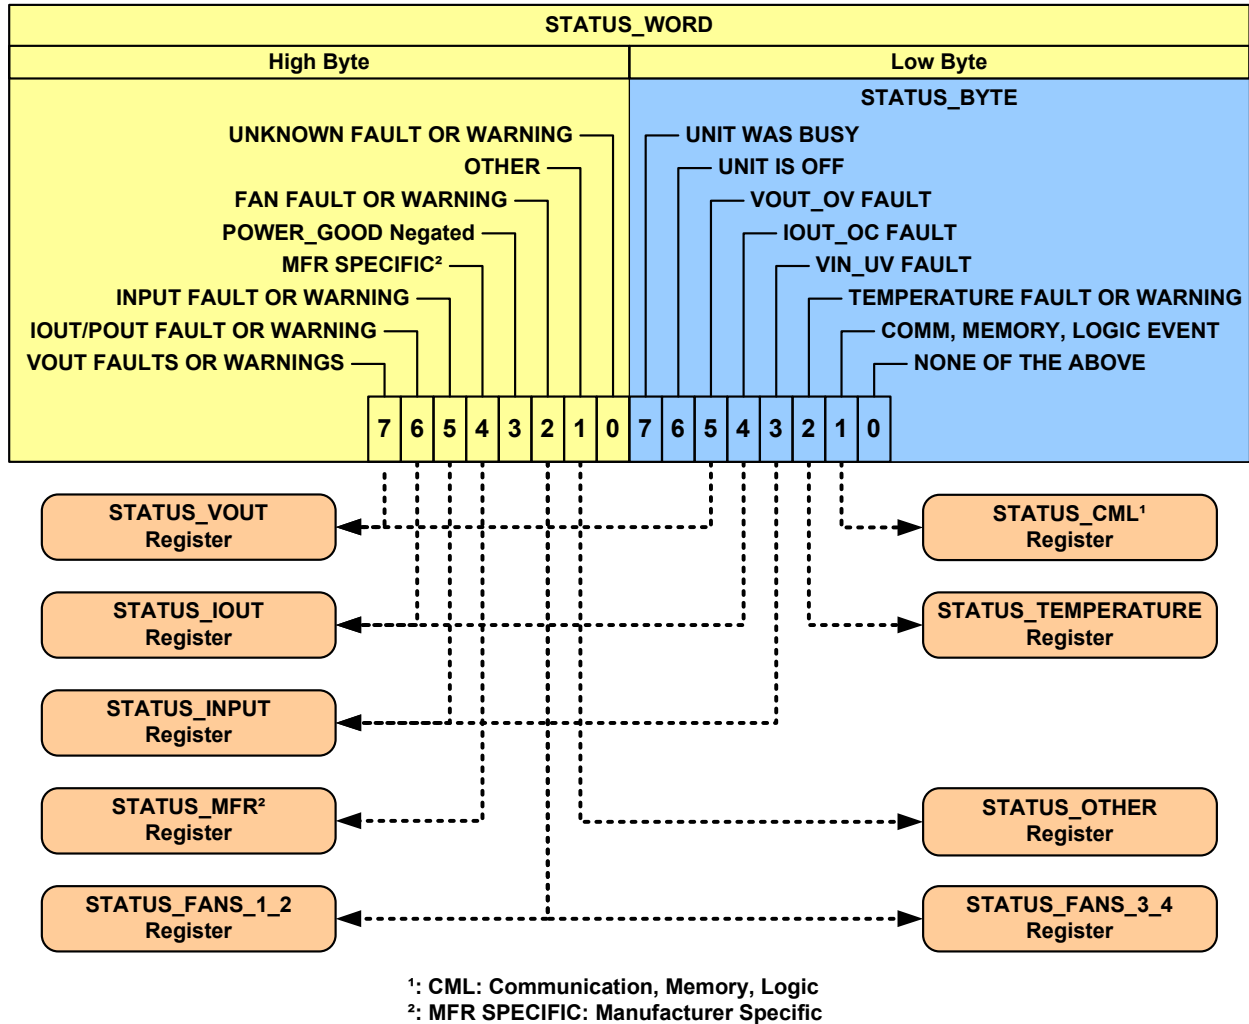 STATUS_WORD
High Byte
Low Byte
STATUS_BYTE
UNKNOWN FAULT OR WARNING
OTHER
FAN FAULT OR WARNING
POWER_GOOD Negated
MFR SPECIFIC²
INPUT FAULT OR WARNING
IOUT/POUT FAULT OR WARNING
VOUT FAULTS OR WARNINGS
UNIT WAS BUSY
UNIT IS OFF
VOUT_OV FAULT
IOUT_OC FAULT
VIN_UV FAULT
TEMPERATURE FAULT OR WARNING
COMM, MEMORY, LOGIC EVENT
NONE OF THE ABOVE
7 6 5 4 3 2 1 0 7 6 5 4 3 2 1 0
STATUS_VOUT
Register
STATUS_CML¹
Register
STATUS_IOUT
Register
STATUS_TEMPERATURE
Register
STATUS_INPUT
Register
STATUS_MFR²
Register
STATUS_OTHER
Register
STATUS_FANS_1_2
Register
STATUS_FANS_3_4
Register
¹: CML: Communication, Memory, Logic
²: MFR SPECIFIC: Manufacturer Specific